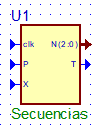 U1
clk N(2:0)
P T
X
Secuencias